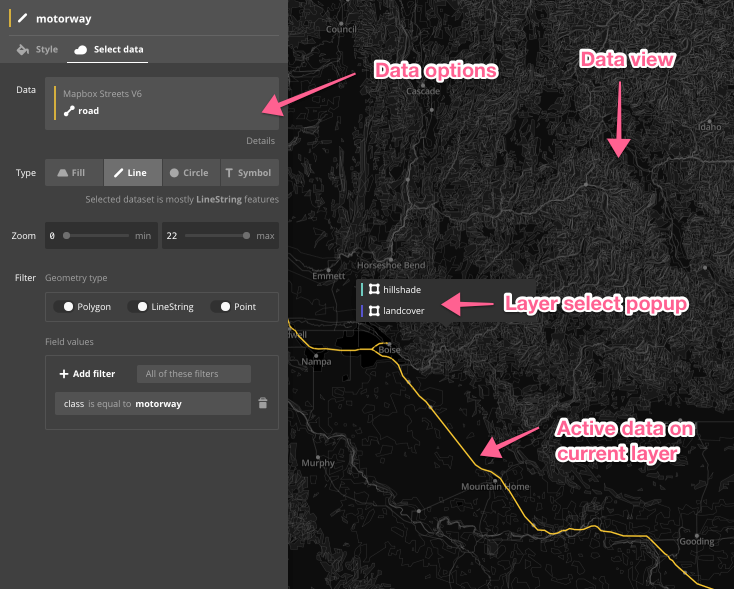 motorway
Style
Select data
Data
Mapbox Streets V6
road
Details
Type
Fill
Line
Circle
Symbol
Selected dataset is mostly LineString features
Zoom
0
min
22
max
Filter
Geometry type
Polygon
LineString
Point
Field values
Add filter
All of these filters
class is equal to motorway
Council
Data options
Data view
Cascade
Idaho
Horseshoe Bend
Emmett
hillshade
landcover
Layer select popup
dwell
Boise
Nampa
Active data on
current layer
Murphy
Mountain Home
Gooding